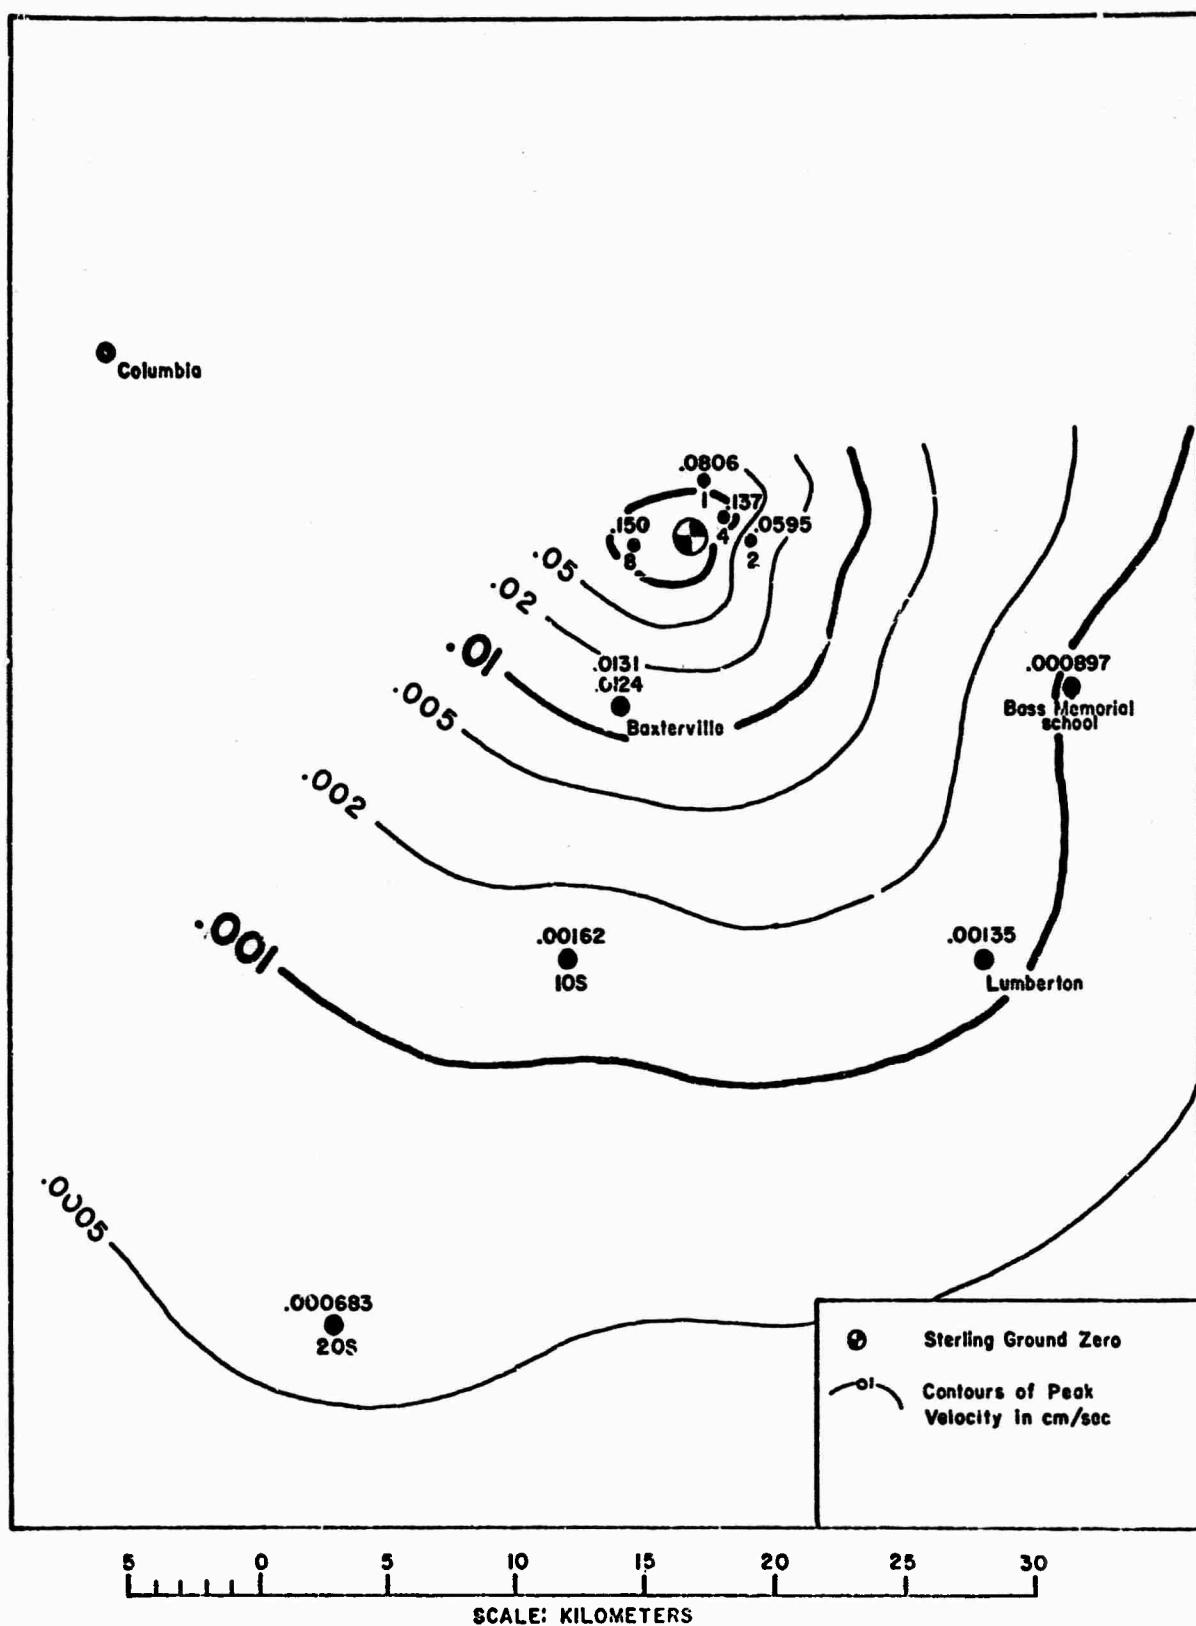 Columbia
.0806
1
.137
4
.0595
2
.150
8
.05
.02
.01
.0131
.0124
Baxterville
.005
.000897
Bass Memorial
school
.002
.001
.00162
10S
.00135
Lumberton
.0005
.000683
20S
Sterling Ground Zero
.01
Contours of Peak
Velocity in cm/sec
5 0 5 10 15 20 25 30
SCALE: KILOMETERS